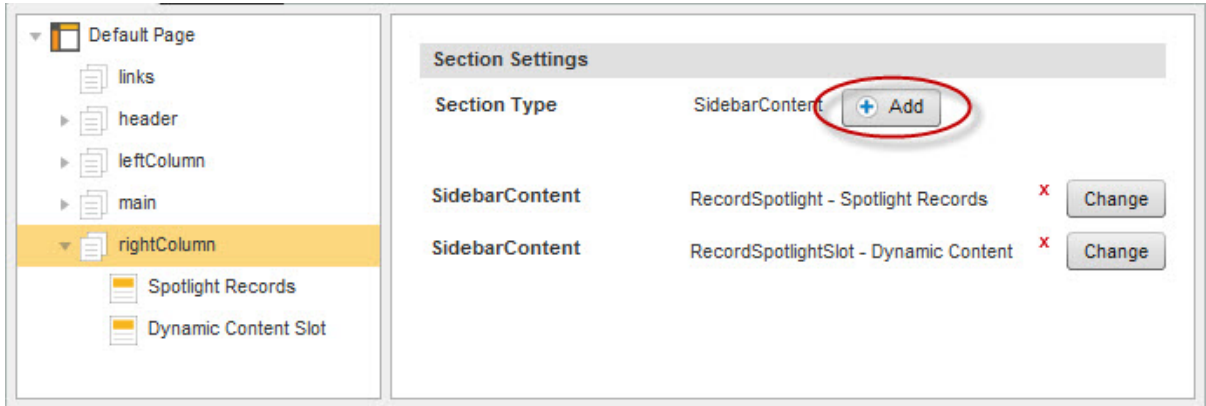 Default Page
links
header
leftColumn
main
rightColumn
Spotlight Records
Dynamic Content Slot
Section Settings
Section Type SidebarContent Add
SidebarContent RecordSpotlight - Spotlight Records x Change
SidebarContent RecordSpotlightSlot - Dynamic Content x Change